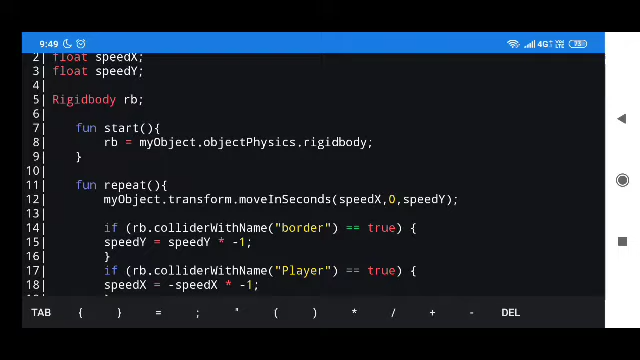 9:49 4G+ 73
2 float speedX;
3 float speedY;
4
5 Rigidbody rb;
6
7 fun start(){
8 rb = myObject.objectPhysics.rigidbody;
9 }
10
11 fun repeat(){
12 myObject.transform.moveInSeconds(speedX,0,speedY);
13
14 if (rb.colliderWithName("border") == true) {
15 speedY = speedY * -1;
16 }
17 if (rb.colliderWithName("Player") == true) {
18 speedX = -speedX * -1;
TAB { } = ; " ( ) * / + - DEL